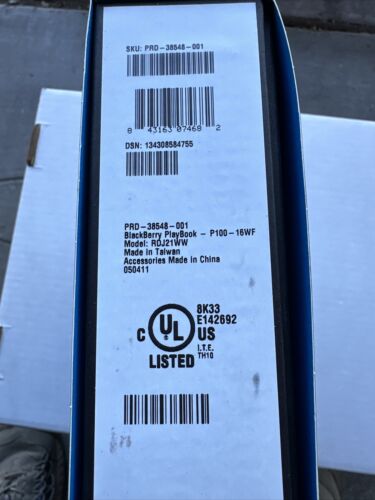 SKU: PRD-38548-001
8 43163 07468 2
DSN: 134308584755
PRD-38548-001
BlackBerry PlayBook - P100-16WF
Model: RDJ21WW
Made in Taiwan
Accessories Made in China
050411
8K33
E142692
C UL US
I.T.E.
TH10
LISTED